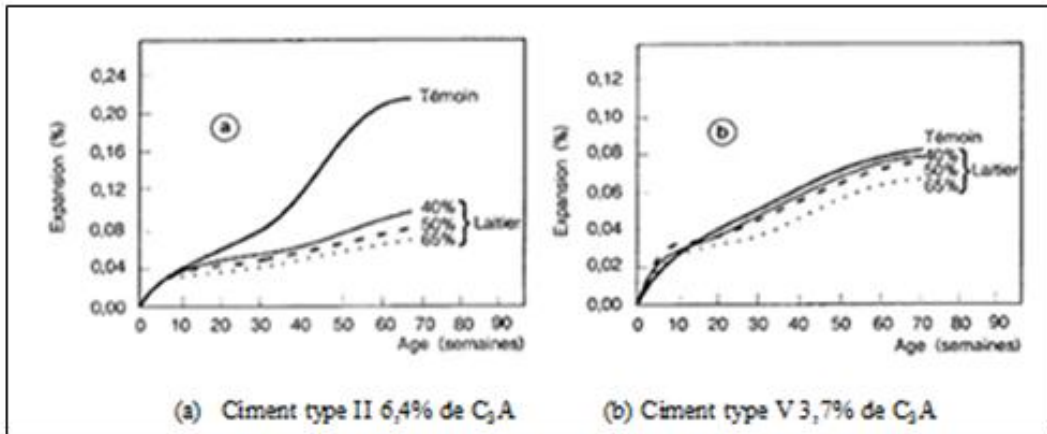 0,24
0,20
0,16
0,12
0,08
0,04
0,00
Expansion (%)
a
Témoin
40%
50%
65%
Laitier
0 10 20 30 40 50 60 70 80 90
Age (semaines)
0,12
0,10
0,08
0,06
0,04
0,02
0,00
Expansion (%)
b
Témoin
40%
50%
65%
Laitier
0 10 20 30 40 50 60 70 80 90
Age (semaines)
(a) Ciment type II 6,4% de C₃A
(b) Ciment type V 3,7% de C₃A